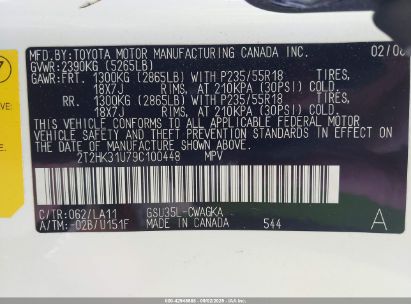 MFD.BY:TOYOTA MOTOR MANUFACTURING CANADA INC. 02/08
GVWR:2390KG (5265LB)
GAWR:FRT. 1300KG (2865LB) WITH P235/55R18 TIRES,
18X7J RIMS, AT 210KPA (30PSI) COLD.
RR. 1300KG (2865LB) WITH P235/55R18 TIRES,
18X7J RIMS, AT 210KPA (30PSI) COLD.
THIS VEHICLE CONFORMS TO ALL APPLICABLE FEDERAL MOTOR
VEHICLE SAFETY AND THEFT PREVENTION STANDARDS IN EFFECT ON
THE DATE OF MANUFACTURE SHOWN ABOVE.
2T2HK31U79C100448 MPV
C/TR:062/LA11 GSU35L-CWAGKA
A/TM:-02B/U151F MADE IN CANADA 544 A